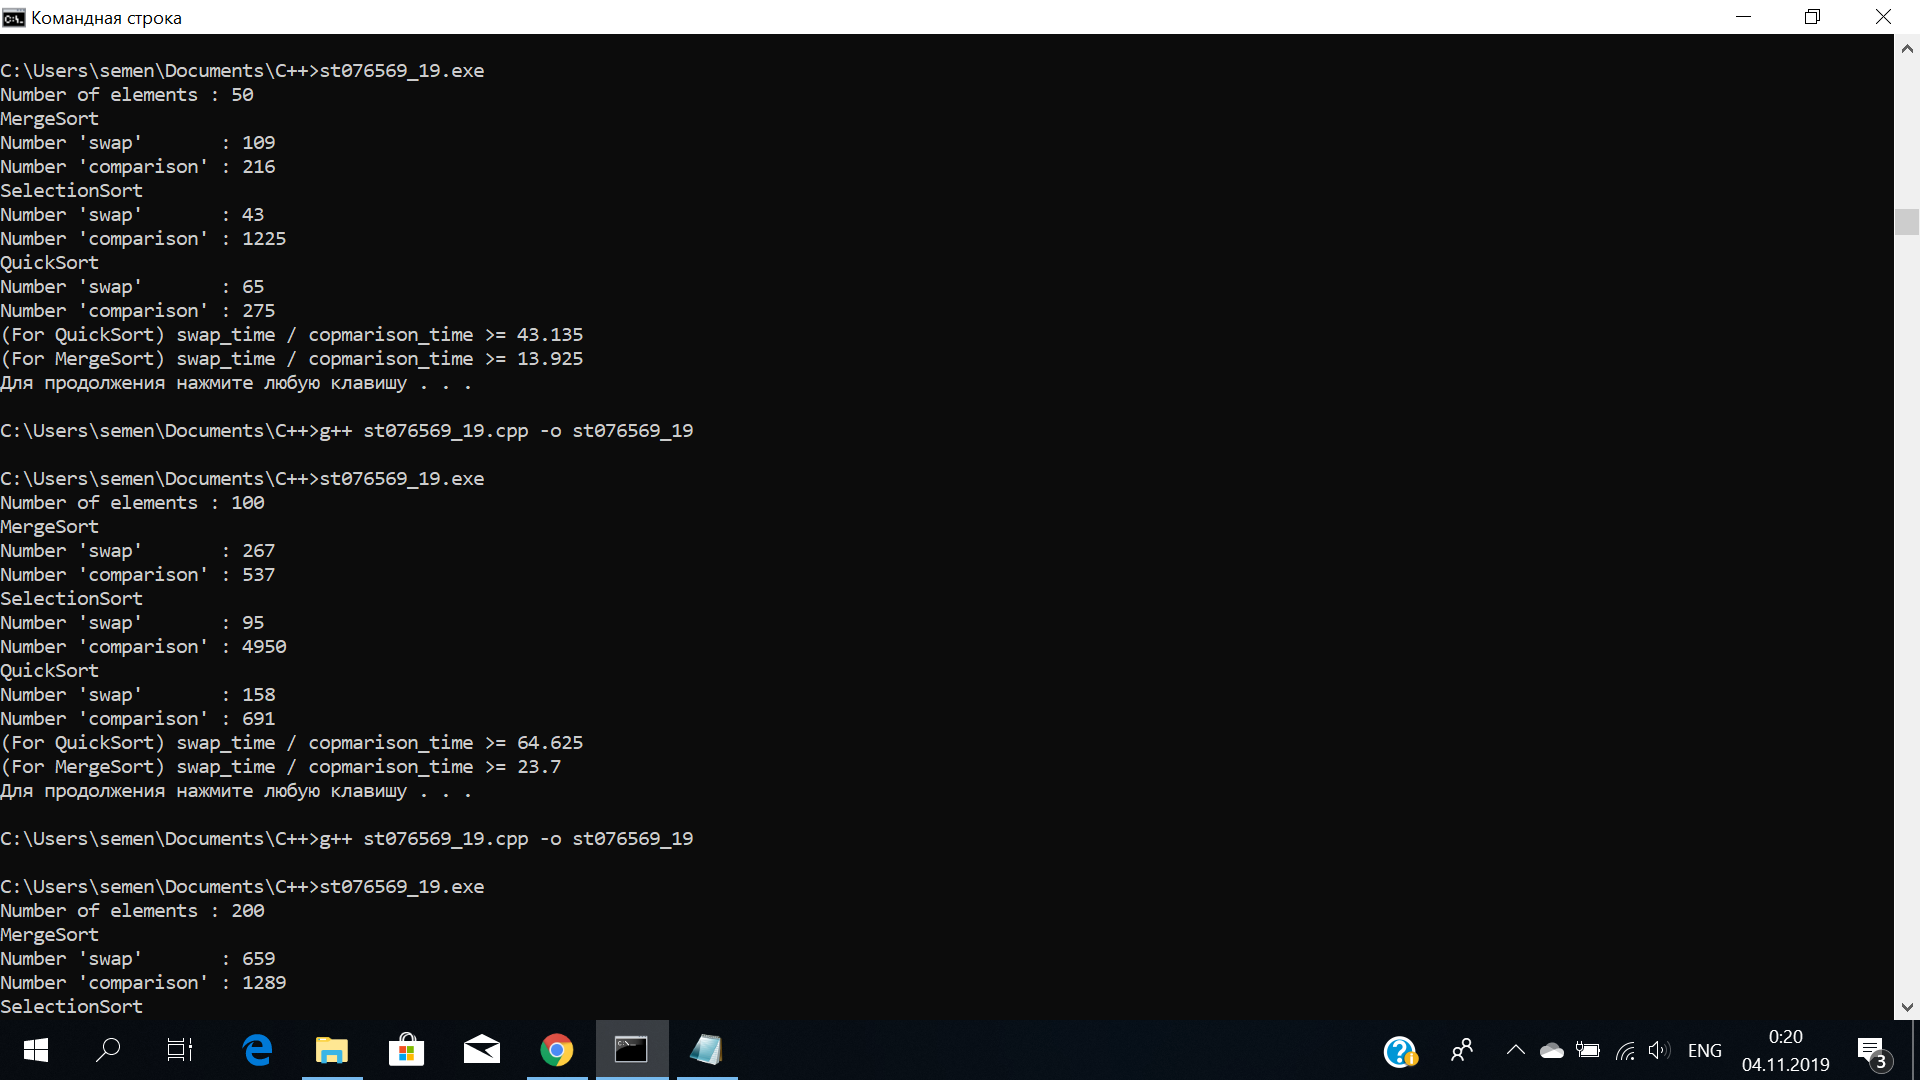 Командная строка
C:\Users\semen\Documents\C++>st076569_19.exe
Number of elements : 50
MergeSort
Number 'swap'       : 109
Number 'comparison' : 216
SelectionSort
Number 'swap'       : 43
Number 'comparison' : 1225
QuickSort
Number 'swap'       : 65
Number 'comparison' : 275
(For QuickSort) swap_time / copmarison_time >= 43.135
(For MergeSort) swap_time / copmarison_time >= 13.925
Для продолжения нажмите любую клавишу . . .
C:\Users\semen\Documents\C++>g++ st076569_19.cpp -o st076569_19
C:\Users\semen\Documents\C++>st076569_19.exe
Number of elements : 100
MergeSort
Number 'swap'       : 267
Number 'comparison' : 537
SelectionSort
Number 'swap'       : 95
Number 'comparison' : 4950
QuickSort
Number 'swap'       : 158
Number 'comparison' : 691
(For QuickSort) swap_time / copmarison_time >= 64.625
(For MergeSort) swap_time / copmarison_time >= 23.7
Для продолжения нажмите любую клавишу . . .
C:\Users\semen\Documents\C++>g++ st076569_19.cpp -o st076569_19
C:\Users\semen\Documents\C++>st076569_19.exe
Number of elements : 200
MergeSort
Number 'swap'       : 659
Number 'comparison' : 1289
SelectionSort
ENG
0:20
04.11.2019
3